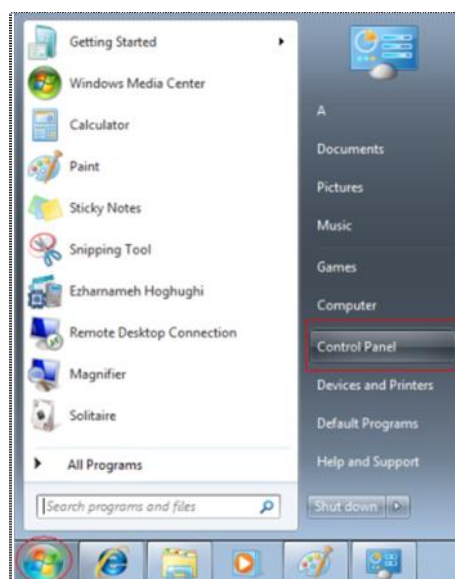 Getting Started
Windows Media Center
Calculator
Paint
Sticky Notes
Snipping Tool
Ezharnameh Hoghughi
Remote Desktop Connection
Magnifier
Solitaire
All Programs
Search programs and files
A
Documents
Pictures
Music
Games
Computer
Control Panel
Devices and Printers
Default Programs
Help and Support
Shut down